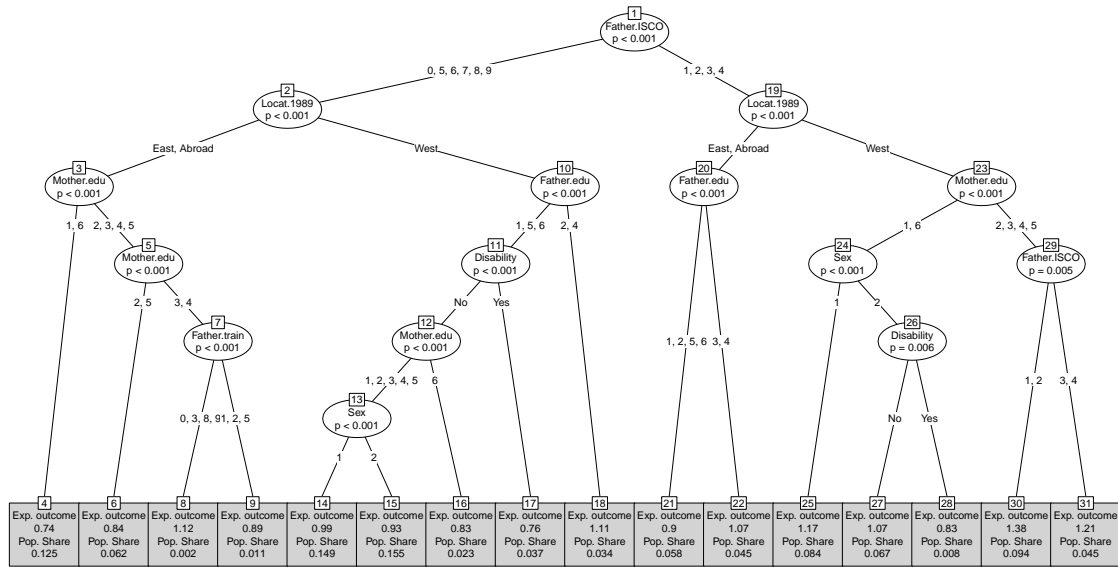 1
Father.ISCO
p < 0.001
0, 5, 6, 7, 8, 9
1, 2, 3, 4
2
Locat.1989
p < 0.001
19
Locat.1989
p < 0.001
East, Abroad
West
East, Abroad
West
3
Mother.edu
p < 0.001
10
Father.edu
p < 0.001
20
Father.edu
p < 0.001
23
Mother.edu
p < 0.001
1, 6
2, 3, 4, 5
1, 5, 6
2, 4
1, 6
2, 3, 4, 5
5
Mother.edu
p < 0.001
11
Disability
p < 0.001
24
Sex
p < 0.001
29
Father.ISCO
p = 0.005
2, 5
3, 4
No
Yes
1
2
7
Father.train
p < 0.001
12
Mother.edu
p < 0.001
1, 2, 5, 6
3, 4
26
Disability
p = 0.006
1, 2, 3, 4, 5
6
1, 2
3, 4
13
Sex
p < 0.001
0, 3, 8, 9
1, 2, 5
No
Yes
1
2
4
6
8
9
14
15
16
17
18
21
22
25
27
28
30
31
Exp. outcome Exp. outcome Exp. outcome Exp. outcome Exp. outcome Exp. outcome Exp. outcome Exp. outcome Exp. outcome Exp. outcome Exp. outcome Exp. outcome Exp. outcome Exp. outcome Exp. outcome Exp. outcome
0.74 0.84 1.12 0.89 0.99 0.93 0.83 0.76 1.11 0.9 1.07 1.17 1.07 0.83 1.38 1.21
Pop. Share Pop. Share Pop. Share Pop. Share Pop. Share Pop. Share Pop. Share Pop. Share Pop. Share Pop. Share Pop. Share Pop. Share Pop. Share Pop. Share Pop. Share Pop. Share
0.125 0.062 0.002 0.011 0.149 0.155 0.023 0.037 0.034 0.058 0.045 0.084 0.067 0.008 0.094 0.045